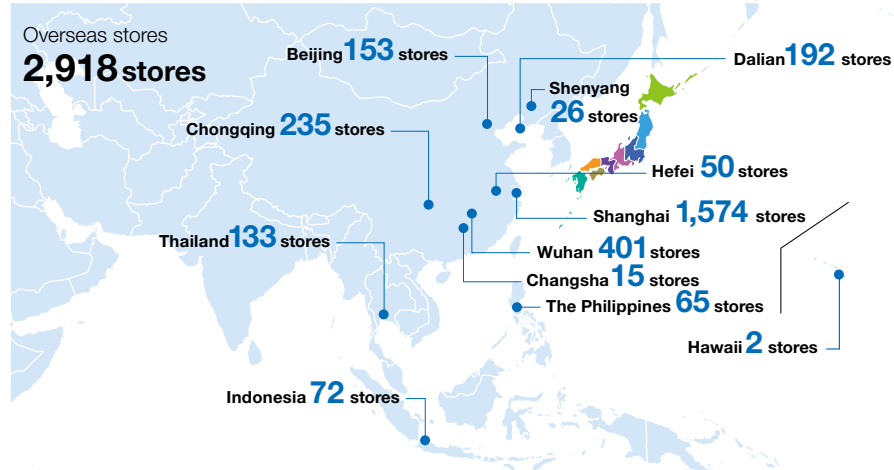 Overseas stores
2,918 stores
Beijing 153 stores
Dalian 192 stores
Shenyang
26 stores
Chongqing 235 stores
Hefei 50 stores
Shanghai 1,574 stores
Thailand 133 stores
Wuhan 401 stores
Changsha 15 stores
The Philippines 65 stores
Hawaii 2 stores
Indonesia 72 stores